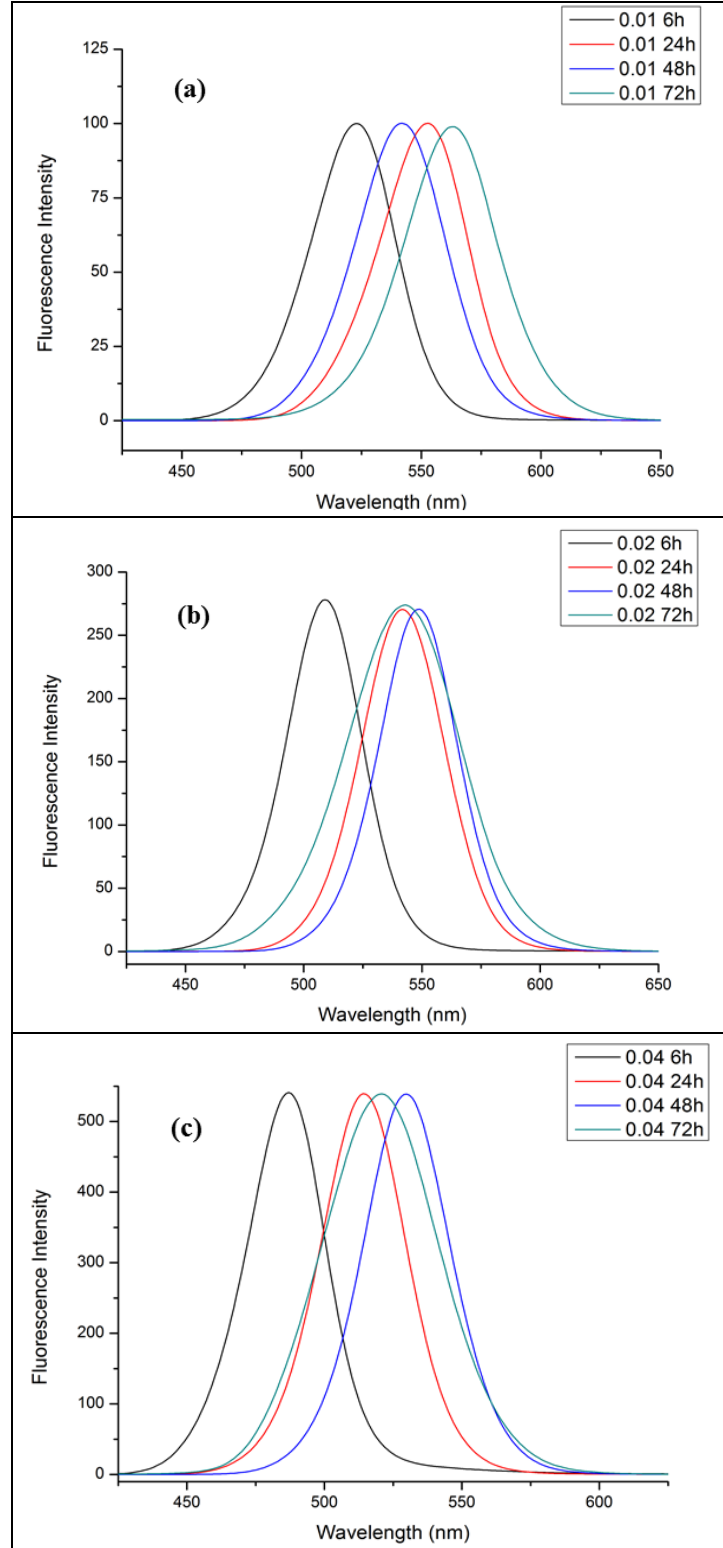 0.01 6h
0.01 24h
0.01 48h
0.01 72h
(a)
125
100
75
50
25
0
450 500 550 600 650
Fluorescence Intensity
Wavelength (nm)
0.02 6h
0.02 24h
0.02 48h
0.02 72h
(b)
300
250
200
150
100
50
0
450 500 550 600 650
Fluorescence Intensity
Wavelength (nm)
0.04 6h
0.04 24h
0.04 48h
0.04 72h
(c)
500
400
300
200
100
0
450 500 550 600
Fluorescence Intensity
Wavelength (nm)